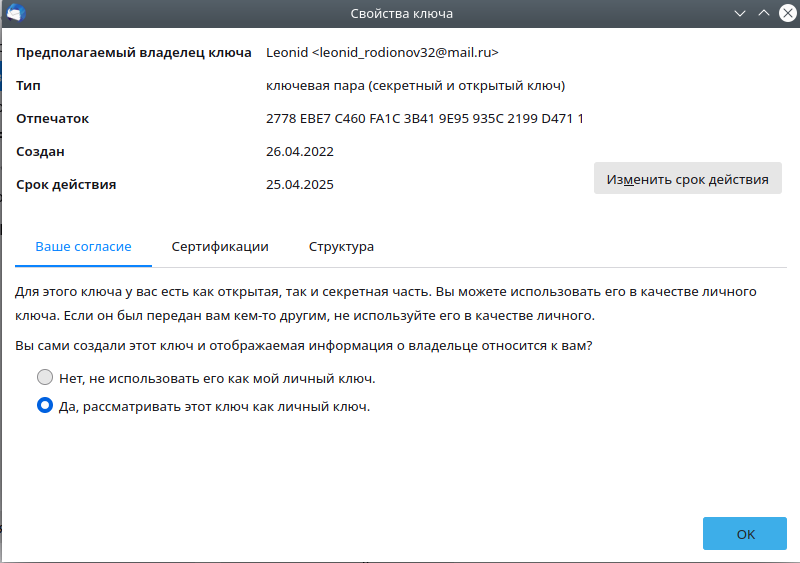 Свойства ключа
Предполагаемый владелец ключа Leonid <leonid_rodionov32@mail.ru>
Тип ключевая пара (секретный и открытый ключ)
Отпечаток 2778 EBE7 C460 FA1C 3B41 9E95 935C 2199 D471 1
Создан 26.04.2022
Срок действия 25.04.2025 Изменить срок действия
Ваше согласие Сертификации Структура
Для этого ключа у вас есть как открытая, так и секретная часть. Вы можете использовать его в качестве личного
ключа. Если он был передан вам кем-то другим, не используйте его в качестве личного.
Вы сами создали этот ключ и отображаемая информация о владельце относится к вам?
Нет, не использовать его как мой личный ключ.
Да, рассматривать этот ключ как личный ключ.
OK